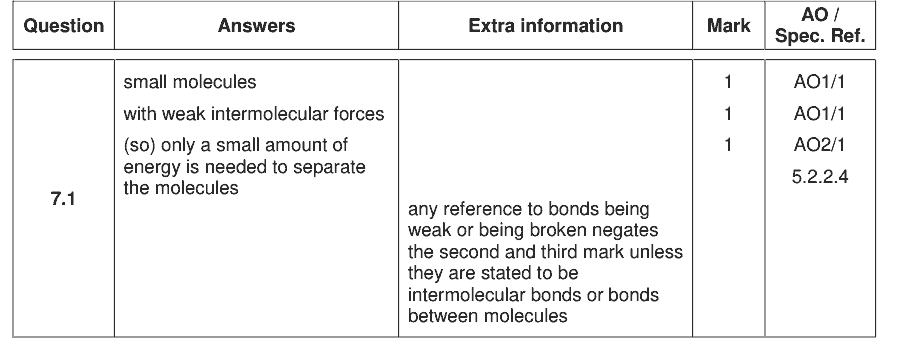 Question Answers Extra information Mark AO / Spec. Ref.
small molecules 1 AO1/1
with weak intermolecular forces 1 AO1/1
(so) only a small amount of 1 AO2/1
energy is needed to separate
the molecules
5.2.2.4
7.1
any reference to bonds being
weak or being broken negates
the second and third mark unless
they are stated to be
intermolecular bonds or bonds
between molecules